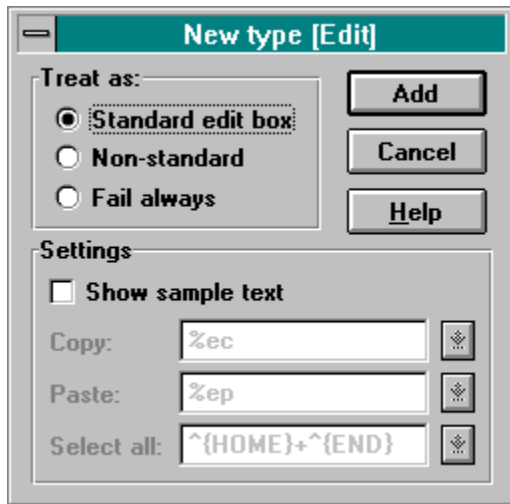 New type [Edit]
Treat as:
Standard edit box
Non-standard
Fail always
Add
Cancel
Help
Settings
Show sample text
Copy: %ec
Paste: %ep
Select all: ^{HOME}+^{END}